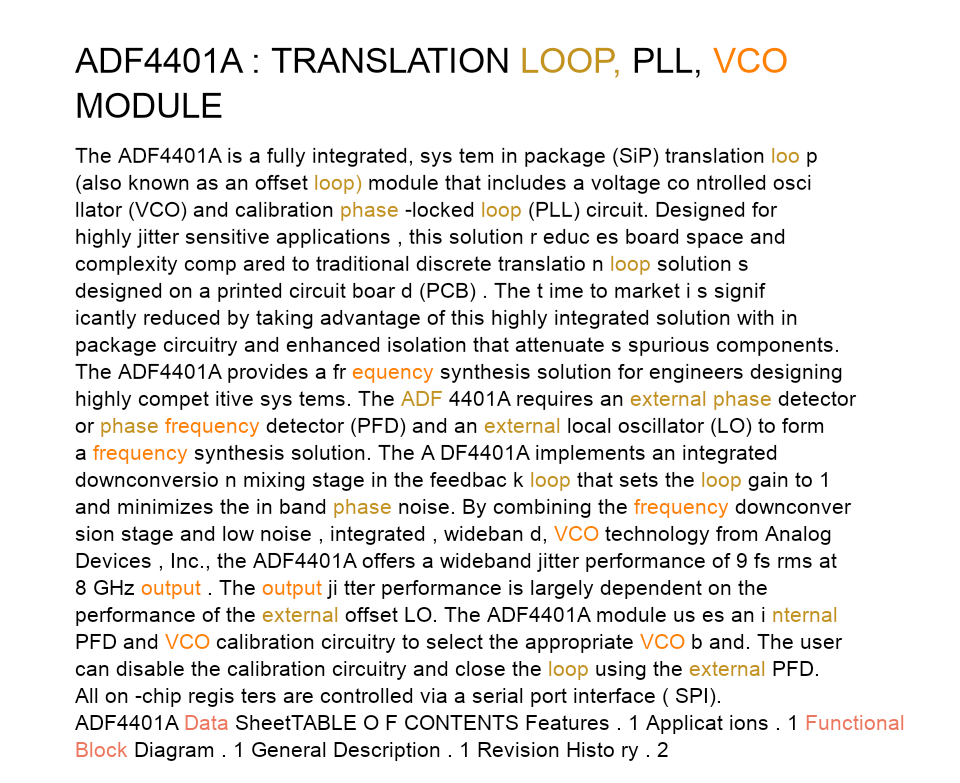 ADF4401A : TRANSLATION LOOP, PLL, VCO
MODULE
The ADF4401A is a fully integrated, sys tem in package (SiP) translation loo p
(also known as an offset loop) module that includes a voltage co ntrolled osci
llator (VCO) and calibration phase -locked loop (PLL) circuit. Designed for
highly jitter sensitive applications , this solution r educ es board space and
complexity comp ared to traditional discrete translatio n loop solution s
designed on a printed circuit boar d (PCB) . The t ime to market i s signif
icantly reduced by taking advantage of this highly integrated solution with in
package circuitry and enhanced isolation that attenuate s spurious components.
The ADF4401A provides a fr equency synthesis solution for engineers designing
highly compet itive sys tems. The ADF 4401A requires an external phase detector
or phase frequency detector (PFD) and an external local oscillator (LO) to form
a frequency synthesis solution. The A DF4401A implements an integrated
downconversio n mixing stage in the feedbac k loop that sets the loop gain to 1
and minimizes the in band phase noise. By combining the frequency downconver
sion stage and low noise , integrated , wideban d, VCO technology from Analog
Devices , Inc., the ADF4401A offers a wideband jitter performance of 9 fs rms at
8 GHz output . The output ji tter performance is largely dependent on the
performance of the external offset LO. The ADF4401A module us es an i nternal
PFD and VCO calibration circuitry to select the appropriate VCO b and. The user
can disable the calibration circuitry and close the loop using the external PFD.
All on -chip regis ters are controlled via a serial port interface ( SPI).
ADF4401A Data SheetTABLE O F CONTENTS Features . 1 Applicat ions . 1 Functional
Block Diagram . 1 General Description . 1 Revision Histo ry . 2